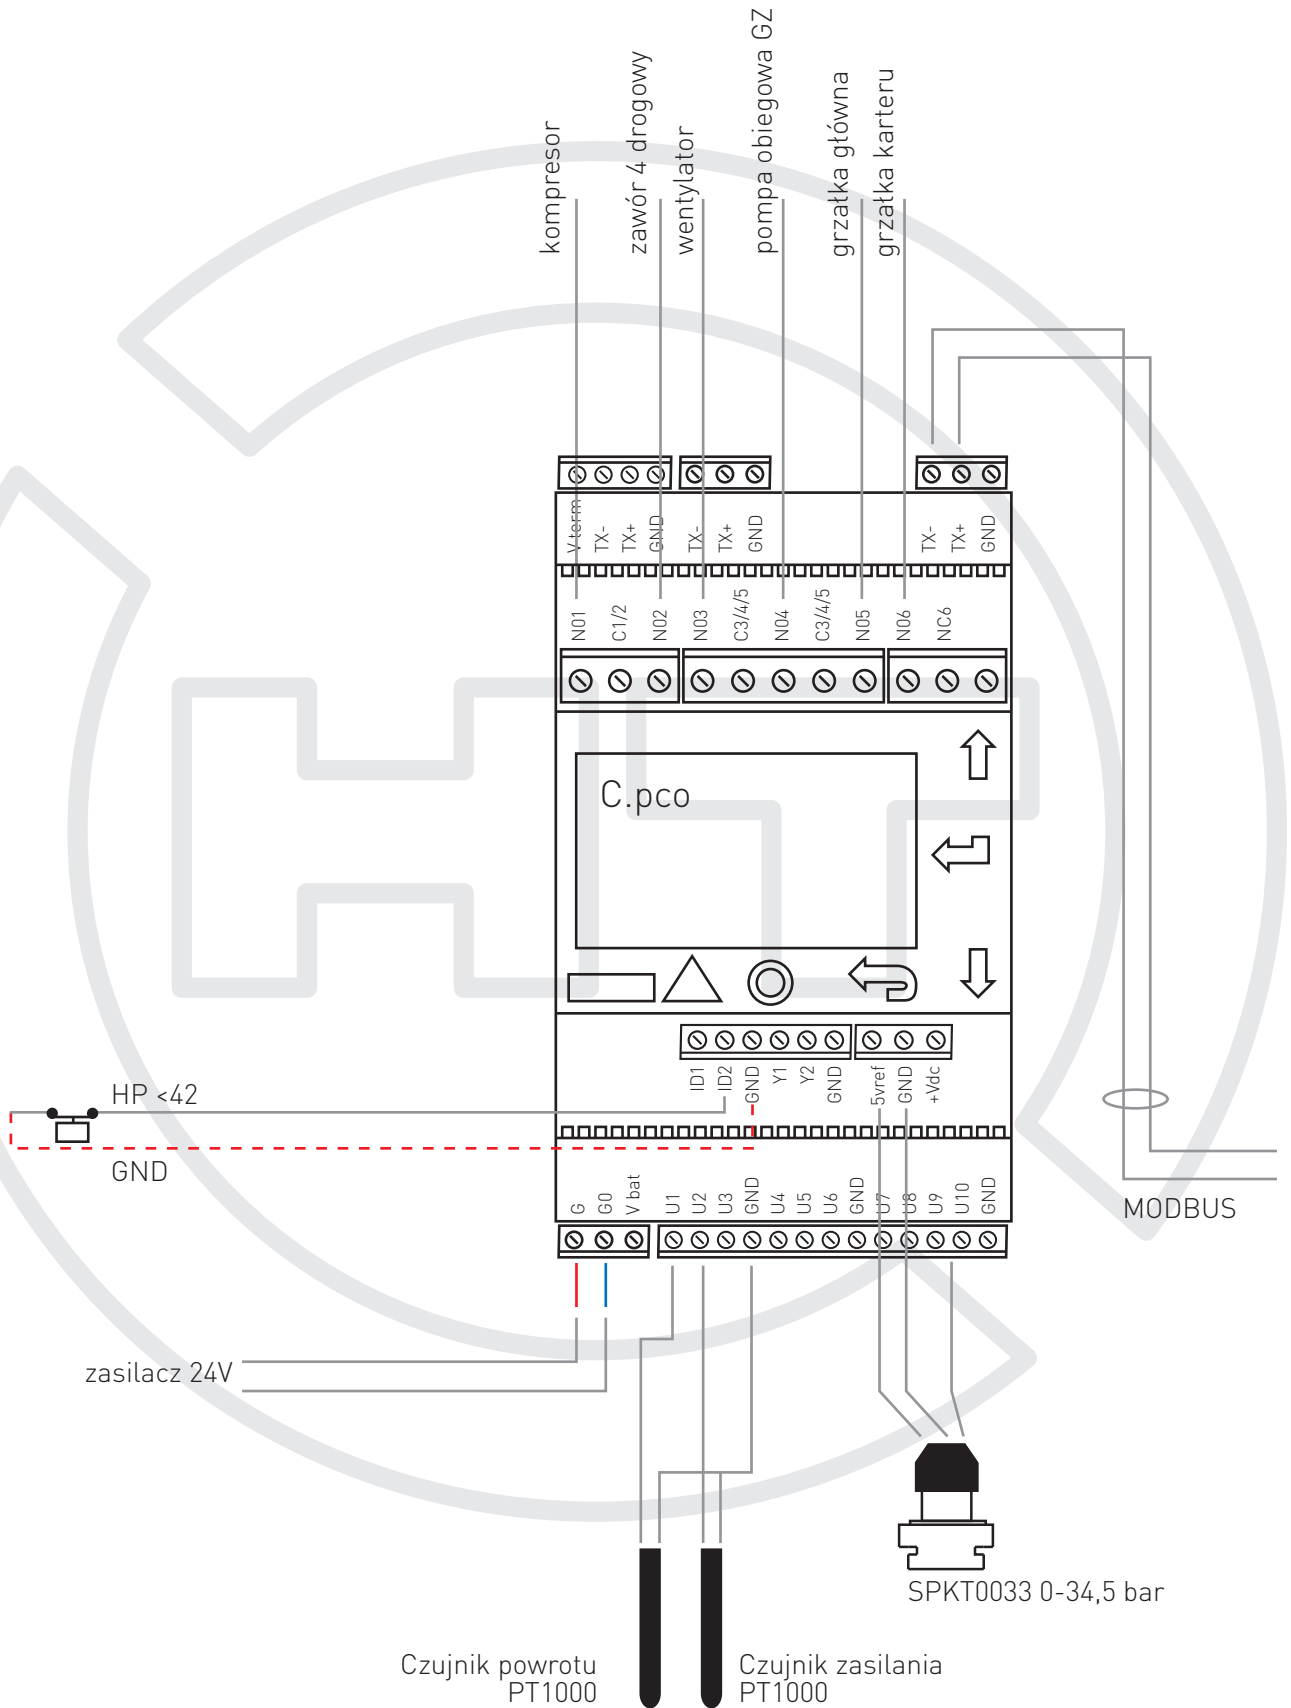 kompresor
zawór 4 drogowy
wentylator
pompa obiegowa GZ
grzałka główna
grzałka karteru
V term
TX-
TX+
GND
TX-
TX+
GND
TX-
TX+
GND
N01
C1/2
N02
N03
C3/4/5
N04
C3/4/5
N05
N06
NC6
C.pco
HT
ID1
ID2
GND
Y1
Y2
GND
5vref
GND
+Vdc
HP <42
GND
G
G0
V bat
U1
U2
U3
GND
U4
U5
U6
GND
U7
U8
U9
U10
GND
MODBUS
zasilacz 24V
SPKT0033 0-34,5 bar
Czujnik powrotu
PT1000
Czujnik zasilania
PT1000